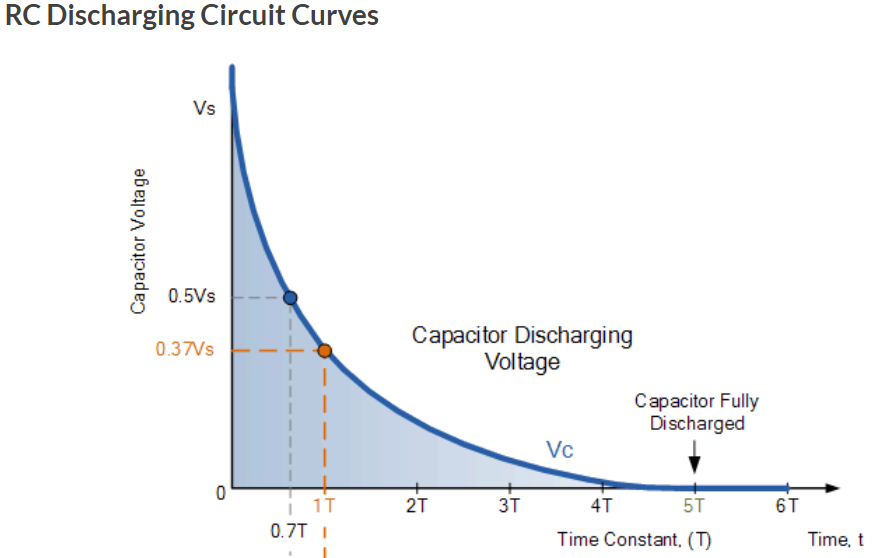 RC Discharging Circuit Curves
Vs
Capacitor Voltage
0.5Vs
0.37Vs
Capacitor Discharging
Voltage
Capacitor Fully
Discharged
Vc
0
1T
2T
3T
4T
5T
6T
0.7T
Time Constant, (T)
Time, t